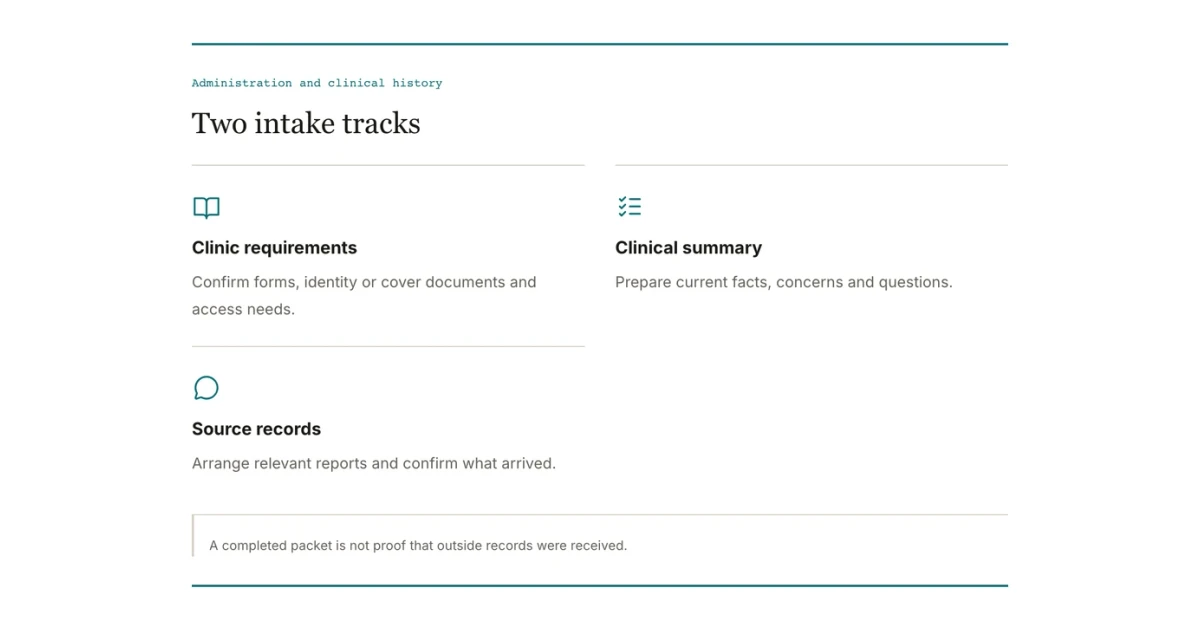 Administration and clinical history
Two intake tracks
Clinic requirements
Confirm forms, identity or cover documents and
access needs.
Clinical summary
Prepare current facts, concerns and questions.
Source records
Arrange relevant reports and confirm what arrived.
A completed packet is not proof that outside records were received.